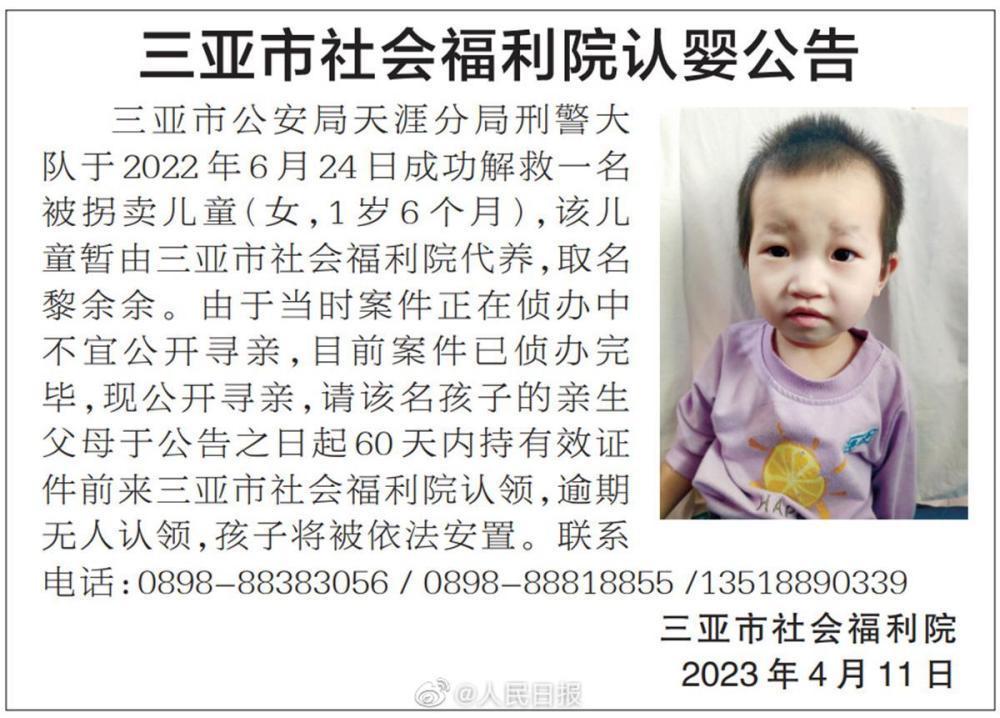 三亚市社会福利院认婴公告
三亚市公安局天涯分局刑警大
队于2022年6月24日成功解救一名
被拐卖儿童(女,1岁6个月),该儿
童暂由三亚市社会福利院代养,取名
黎余余。由于当时案件正在侦办中
不宜公开寻亲,目前案件已侦办完
毕,现公开寻亲,请该名孩子的亲生
父母于公告之日起60天内持有效证
件前来三亚市社会福利院认领,逾期
无人认领,孩子将被依法安置。联系
电话:0898-88383056 / 0898-88818855 /13518890339
HAP
三亚市社会福利院
2023年4月11日
@人民日报